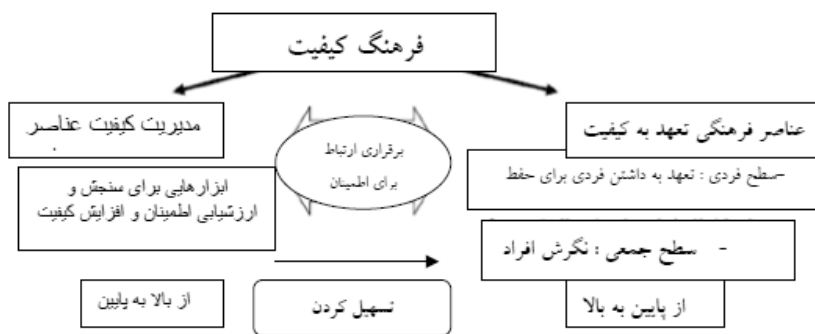 فرهنگ کیفیت
عناصر فرهنگی تعهد به کیفیت
-سطح فردی : تعهد به داشتن فردی برای حفظ
- سطح جمعی : نگرش افراد
از پایین به بالا
برقراری ارتباط
برای اطمینان
تسهیل کردن
مدیریت کیفیت عناصر
ابزارهایی برای سنجش و
ارزشیابی اطمینان و افزایش کیفیت
از بالا به پایین